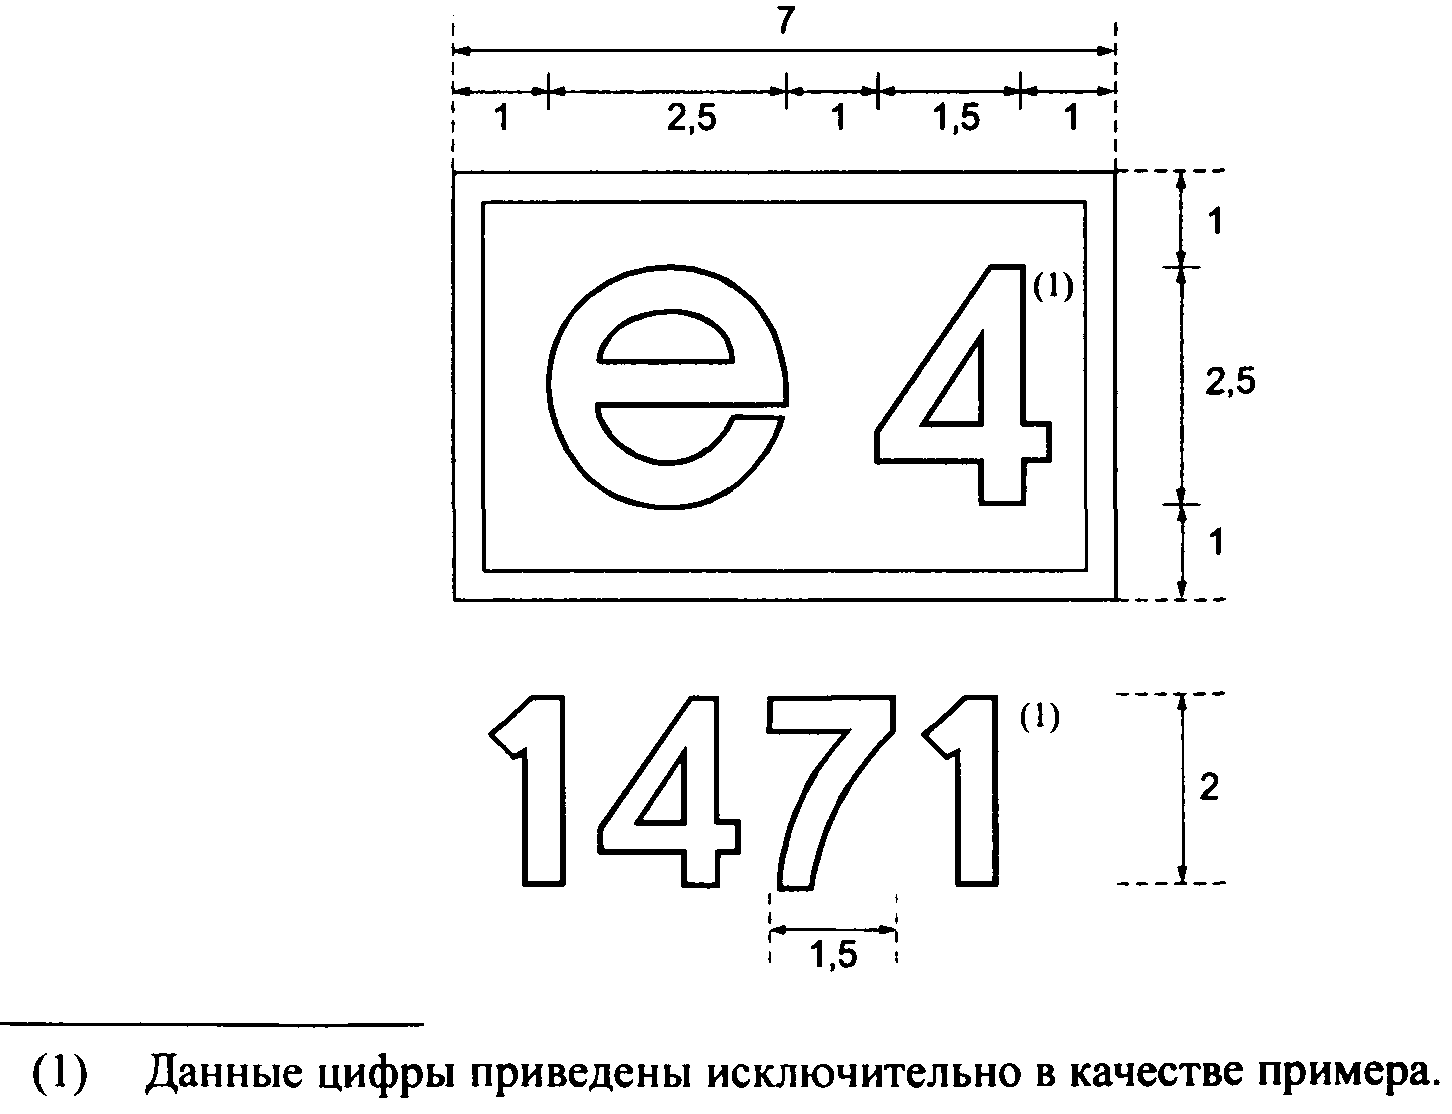 7
1 2,5 1 1,5 1
1
e 4 (1)
2,5
1
1471 (1)
2
1,5
(1) Данные цифры приведены исключительно в качестве примера.